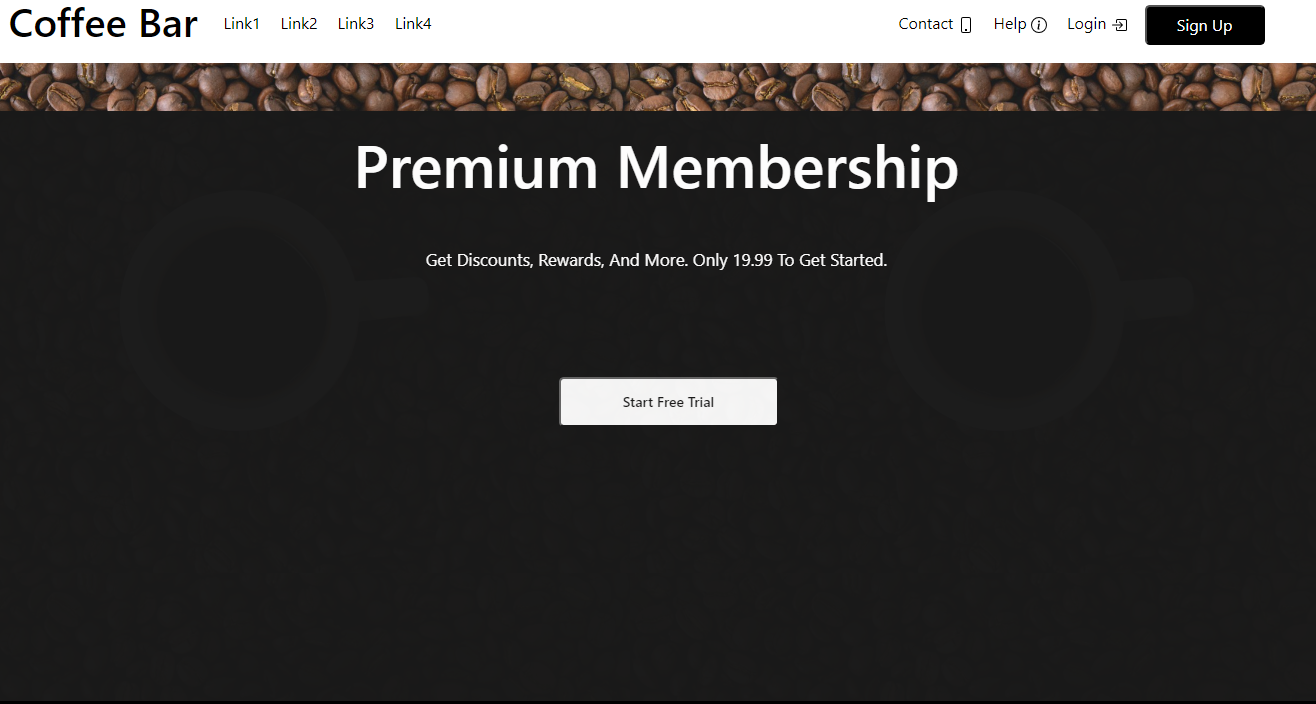 Coffee Bar Link1 Link2 Link3 Link4 Contact Help Login Sign Up
Premium Membership
Get Discounts, Rewards, And More. Only 19.99 To Get Started.
Start Free Trial